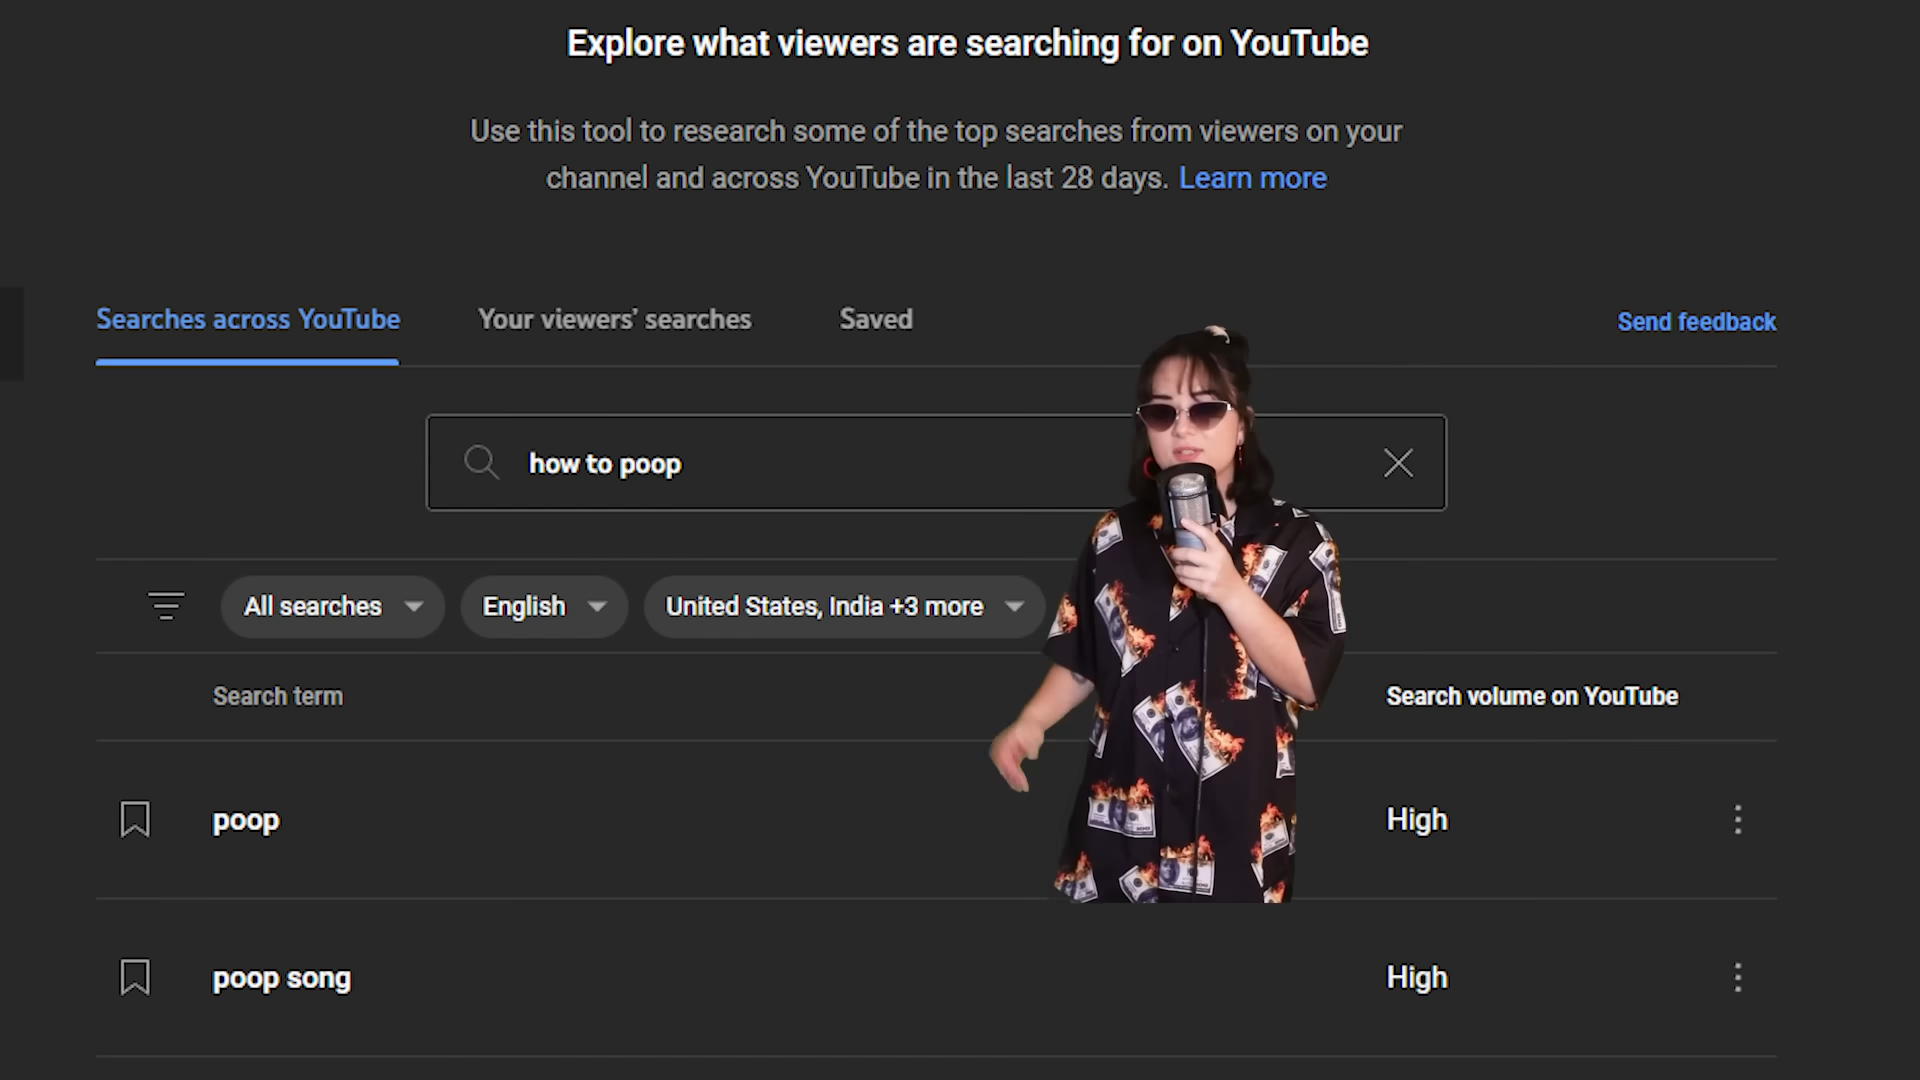 Explore what viewers are searching for on YouTube
Use this tool to research some of the top searches from viewers on your
channel and across YouTube in the last 28 days. Learn more
Searches across YouTube
Your viewers' searches
Saved
Send feedback
how to poop
All searches
English
United States, India +3 more
Search term
Search volume on YouTube
poop
High
poop song
High